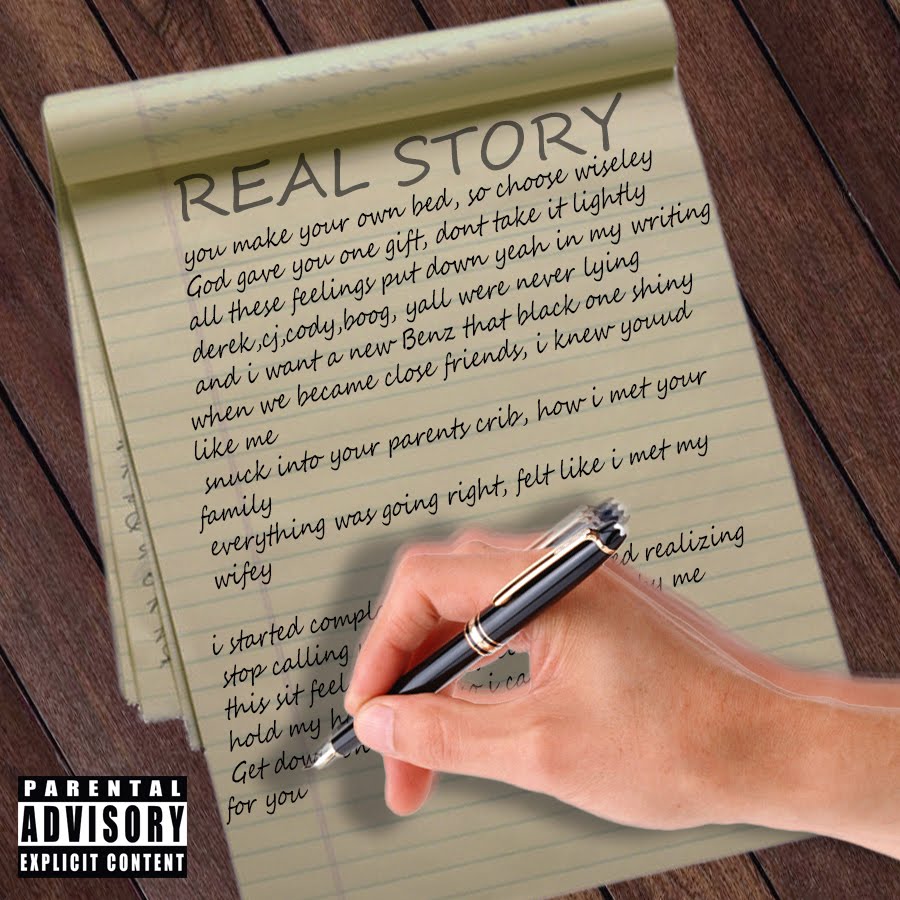 REAL STORY
you make your own bed, so choose wiseley
God gave you one gift, dont take it lightly
all these feelings put down yeah in my writing
derek,cj,cody,boog, yall were never lying
and i want a new Benz that black one shiny
when we became close friends, i knew youud
like me
snuck into your parents crib, how i met your
family
everything was going right, felt like i met my
wifey
i started realizing
stop calling me
this sit feel
hold my i ca
Get down
for you
PARENTAL
ADVISORY
EXPLICIT CONTENT